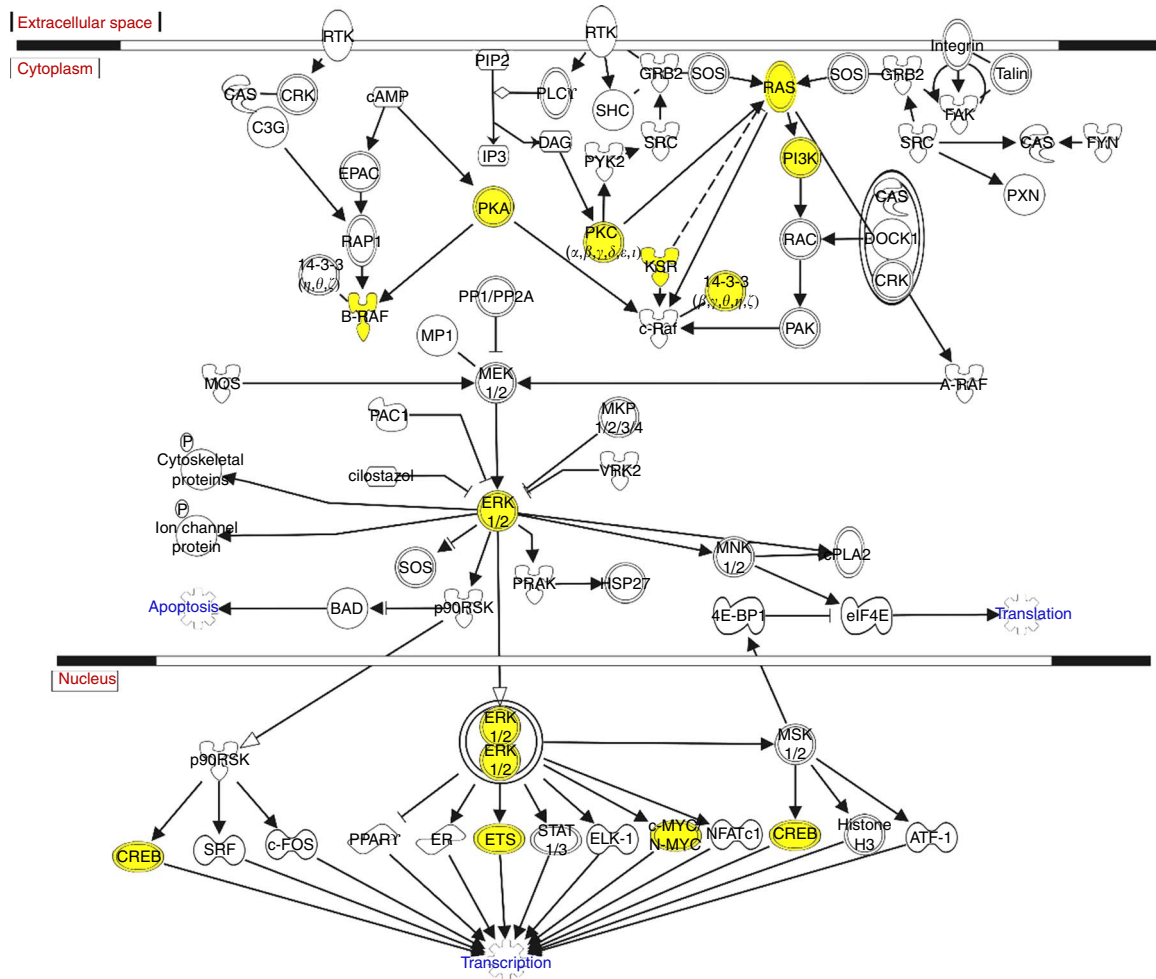 Extracellular space
Cytoplasm
RTK
RTK
Integrin
PIP2
GRB2
SOS
RAS
SOS
GRB2
Talin
CAS
CRK
cAMP
PLCϒ
SHC
FAK
C3G
IP3
DAG
PYK2
SRC
PI3K
SRC
CAS
FYN
EPAC
PKA
CAS
PXN
RAP1
PKC
(α,β,γ,δ,ε,ι)
RAC
DOCK1
14-3-3
(η,θ,ζ)
KSR
CRK
14-3-3
(β,γ,θ,η,ζ)
B-RAF
PP1/PP2A
c-Raf
PAK
MP1
MOS
MEK
1/2
A-RAF
PAC1
MKP
1/2/3/4
P
Cytoskeletal
proteins
cilostazol
VRK2
P
Ion channel
protein
ERK
1/2
SOS
PRAK
HSP27
MNK
1/2
cPLA2
Apoptosis
BAD
p90RSK
4E-BP1
eIF4E
Translation
Nucleus
p90RSK
ERK
1/2
ERK
1/2
MSK
1/2
CREB
SRF
c-FOS
PPARϒ
ER
ETS
STAT
1/3
ELK-1
c-MYC/
N-MYC
NFATc1
CREB
Histone
H3
ATF-1
Transcription